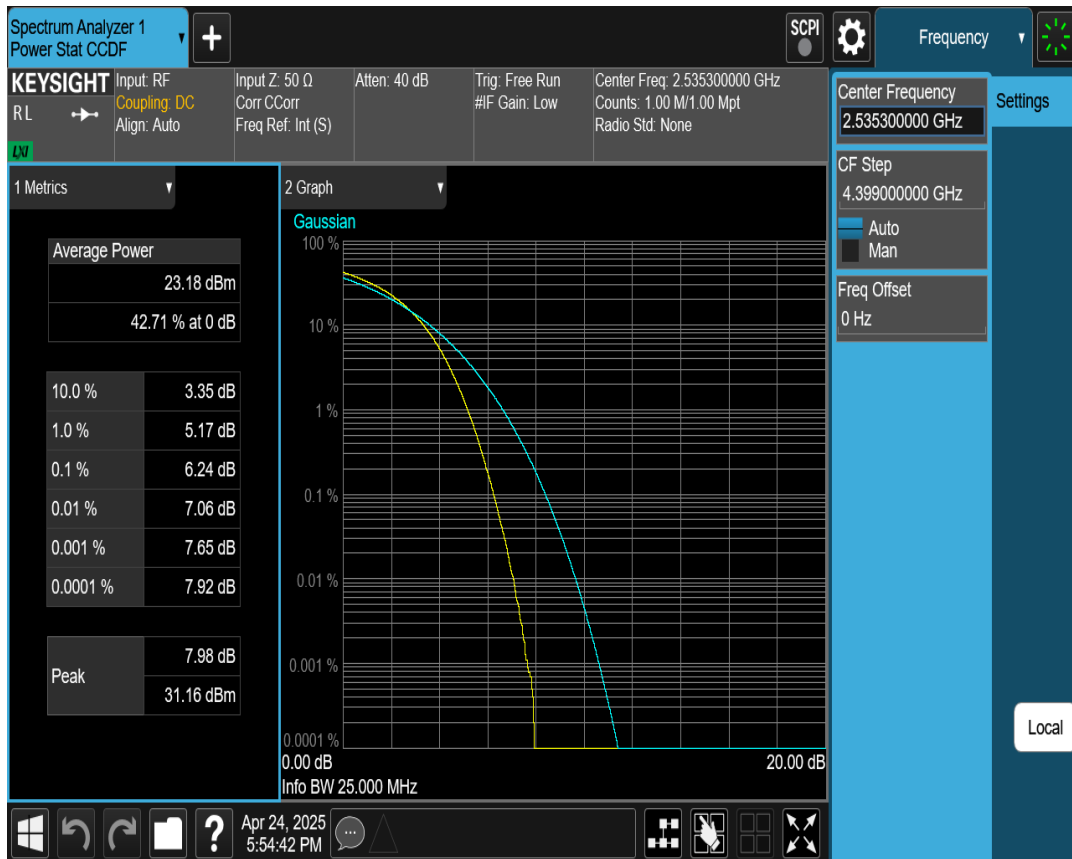 Spectrum Analyzer 1
Power Stat CCDF
SCPI
Frequency
KEYSIGHT
RL
LXI
Input: RF
Coupling: DC
Align: Auto
Input Z: 50 Ω
Corr CCorr
Freq Ref: Int (S)
Atten: 40 dB
Trig: Free Run
#IF Gain: Low
Center Freq: 2.535300000 GHz
Counts: 1.00 M/1.00 Mpt
Radio Std: None
1 Metrics
Average Power
23.18 dBm
42.71 % at 0 dB
10.0 % 3.35 dB
1.0 % 5.17 dB
0.1 % 6.24 dB
0.01 % 7.06 dB
0.001 % 7.65 dB
0.0001 % 7.92 dB
Peak
7.98 dB
31.16 dBm
2 Graph
Gaussian
100 %
10 %
1 %
0.1 %
0.01 %
0.001 %
0.0001 %
0.00 dB 20.00 dB
Info BW 25.000 MHz
Center Frequency
2.535300000 GHz
CF Step
4.399000000 GHz
Auto
Man
Freq Offset
0 Hz
Settings
Local
?
Apr 24, 2025
5:54:42 PM